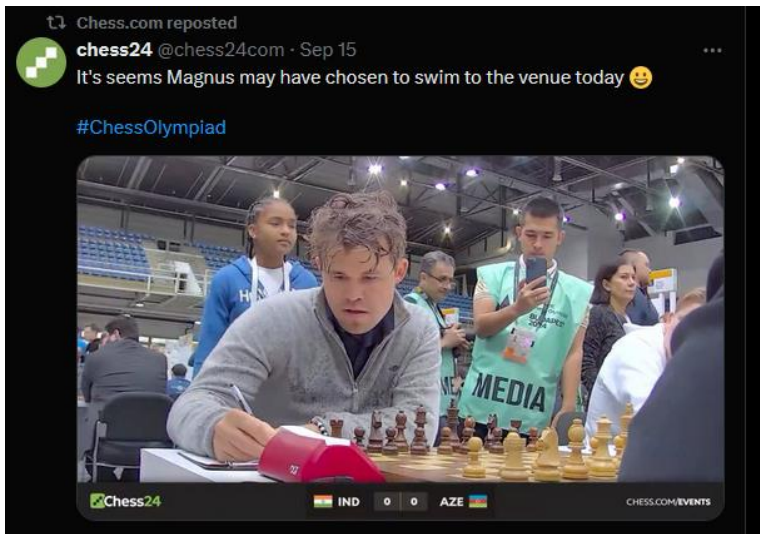 Chess.com reposted
chess24 @chess24com · Sep 15
It's seems Magnus may have chosen to swim to the venue today 😀
#ChessOlympiad
MEDIA
Chess24
IND 0 0 AZE
CHESS.COM/EVENTS